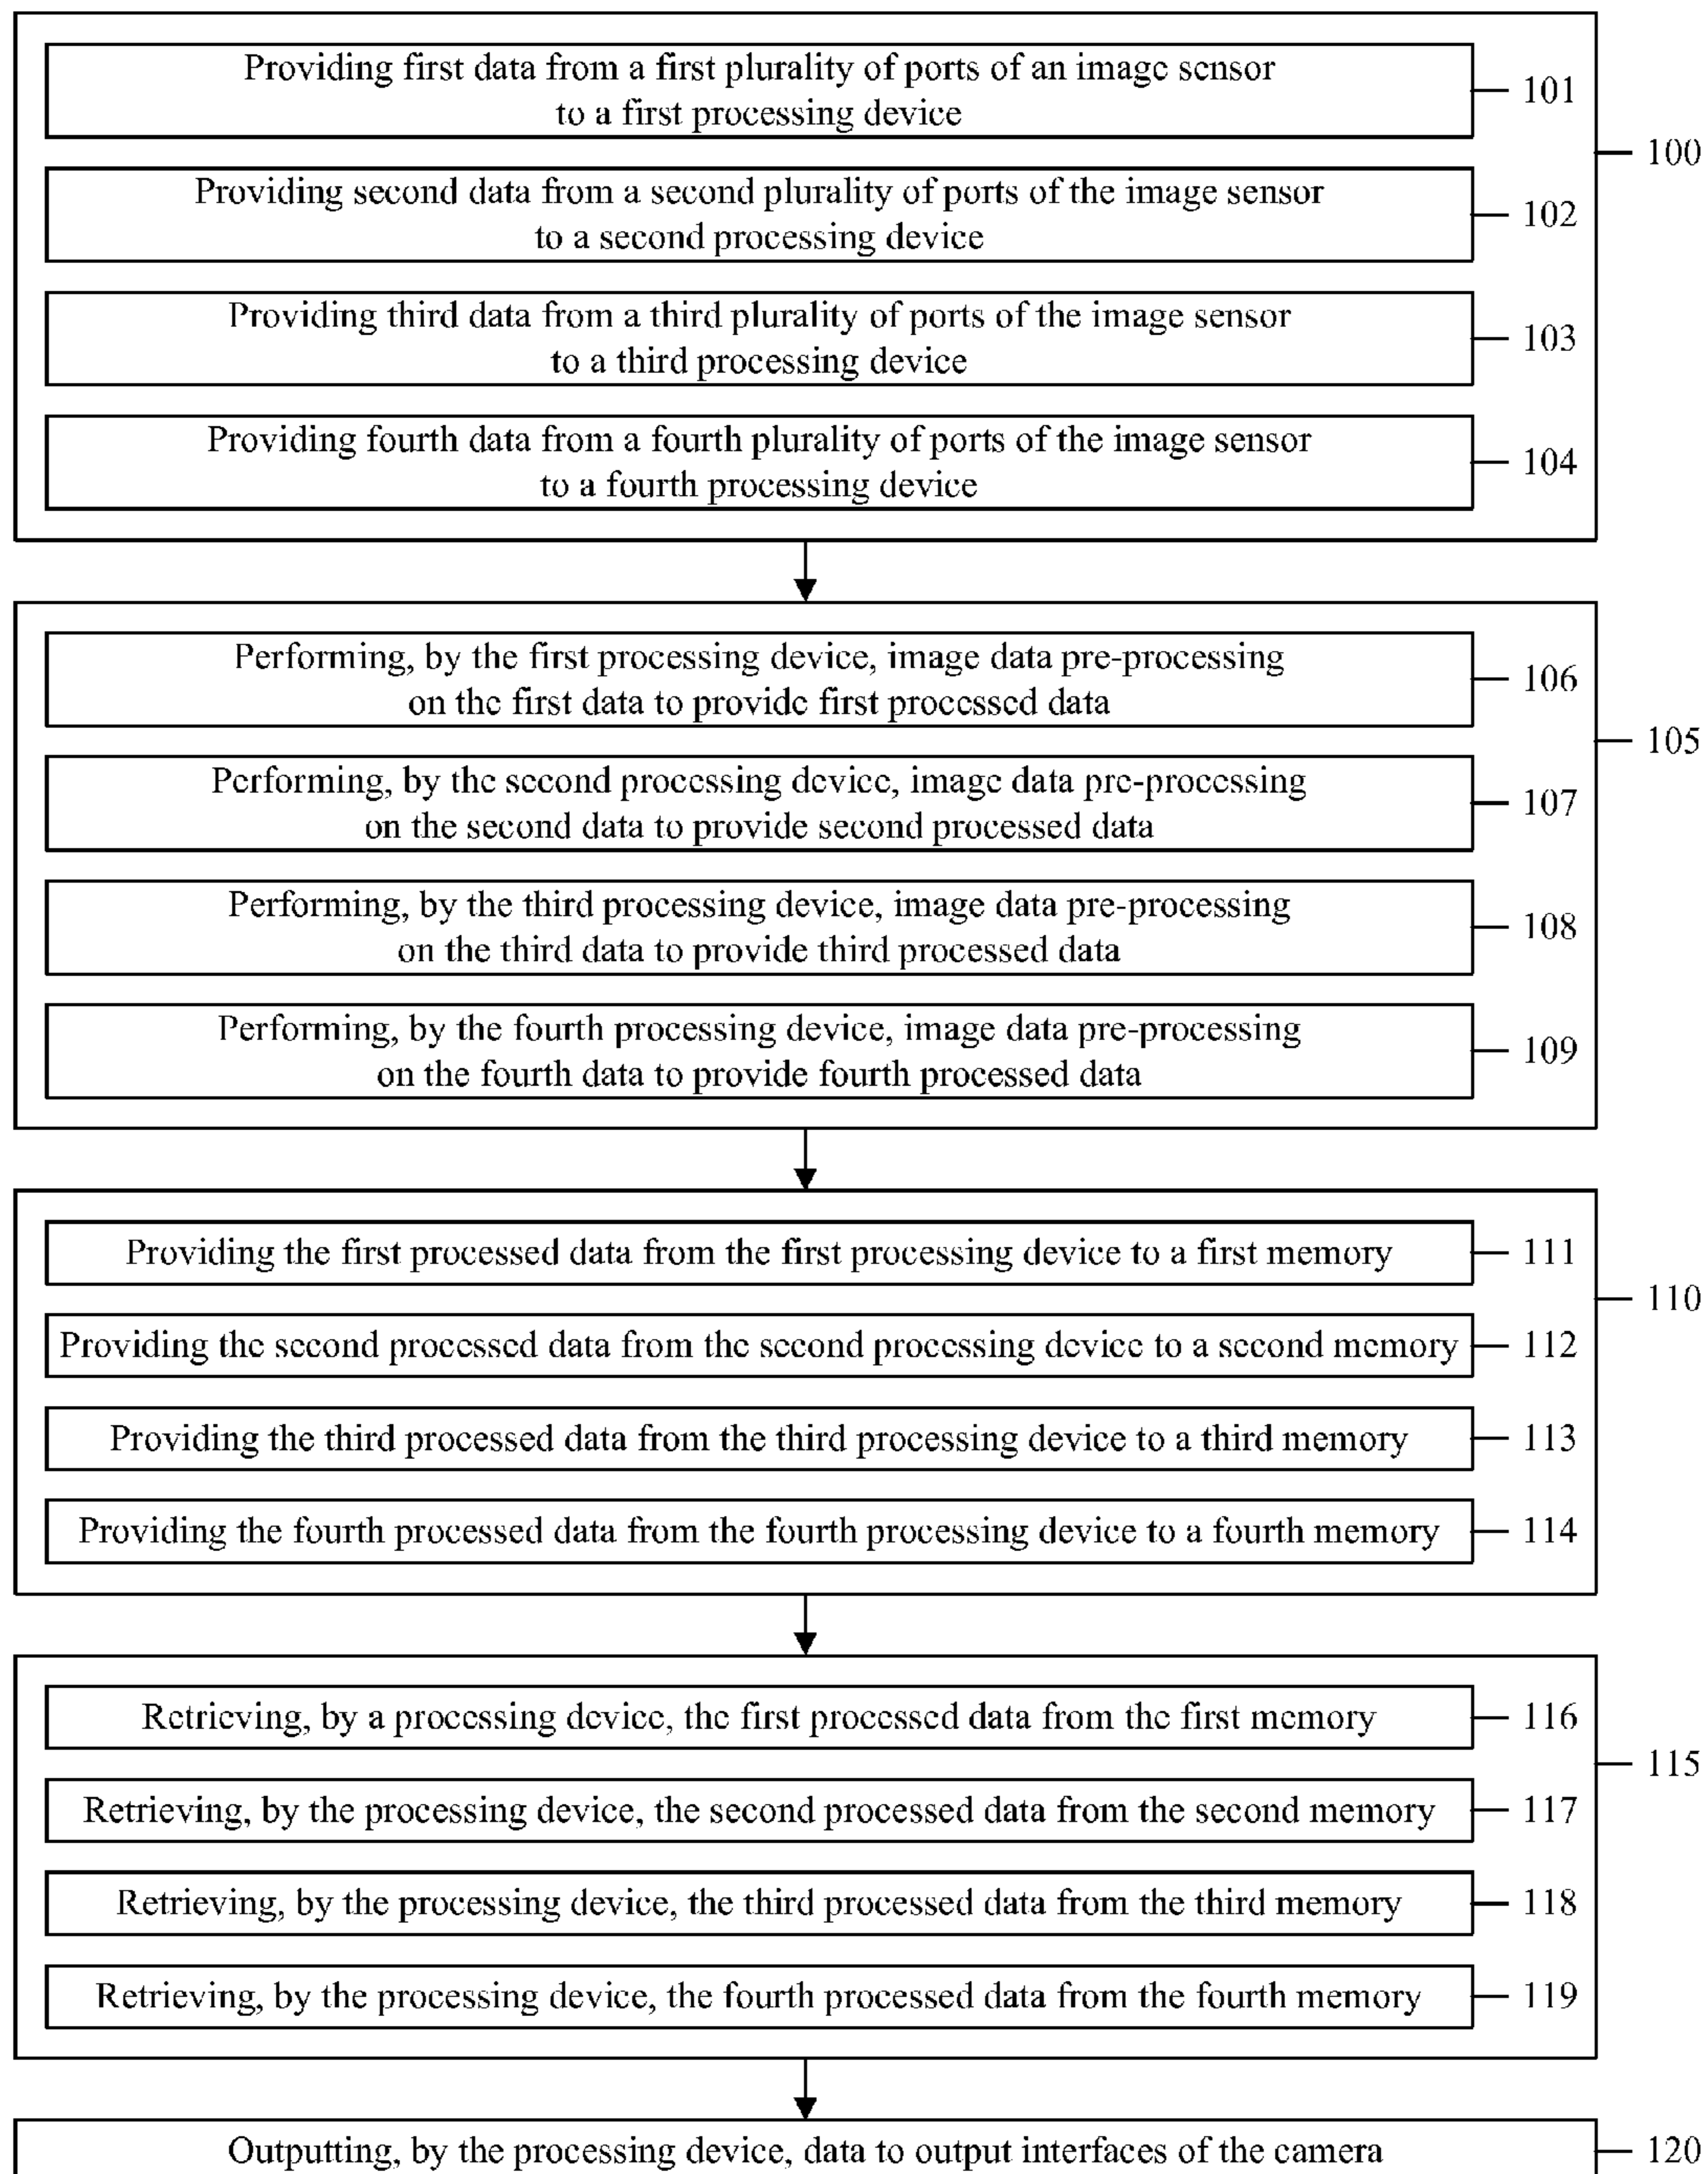 Providing first data from a first plurality of ports of an image sensor
to a first processing device
101
100
Providing second data from a second plurality of ports of the image sensor
to a second processing device
102
Providing third data from a third plurality of ports of the image sensor
to a third processing device
103
Providing fourth data from a fourth plurality of ports of the image sensor
to a fourth processing device
104
Performing, by the first processing device, image data pre-processing
on the first data to provide first processed data
106
105
Performing, by the second processing device, image data pre-processing
on the second data to provide second processed data
107
Performing, by the third processing device, image data pre-processing
on the third data to provide third processed data
108
Performing, by the fourth processing device, image data pre-processing
on the fourth data to provide fourth processed data
109
Providing the first processed data from the first processing device to a first memory
111
110
Providing the second processed data from the second processing device to a second memory
112
Providing the third processed data from the third processing device to a third memory
113
Providing the fourth processed data from the fourth processing device to a fourth memory
114
Retrieving, by a processing device, the first processed data from the first memory
116
115
Retrieving, by the processing device, the second processed data from the second memory
117
Retrieving, by the processing device, the third processed data from the third memory
118
Retrieving, by the processing device, the fourth processed data from the fourth memory
119
Outputting, by the processing device, data to output interfaces of the camera
120